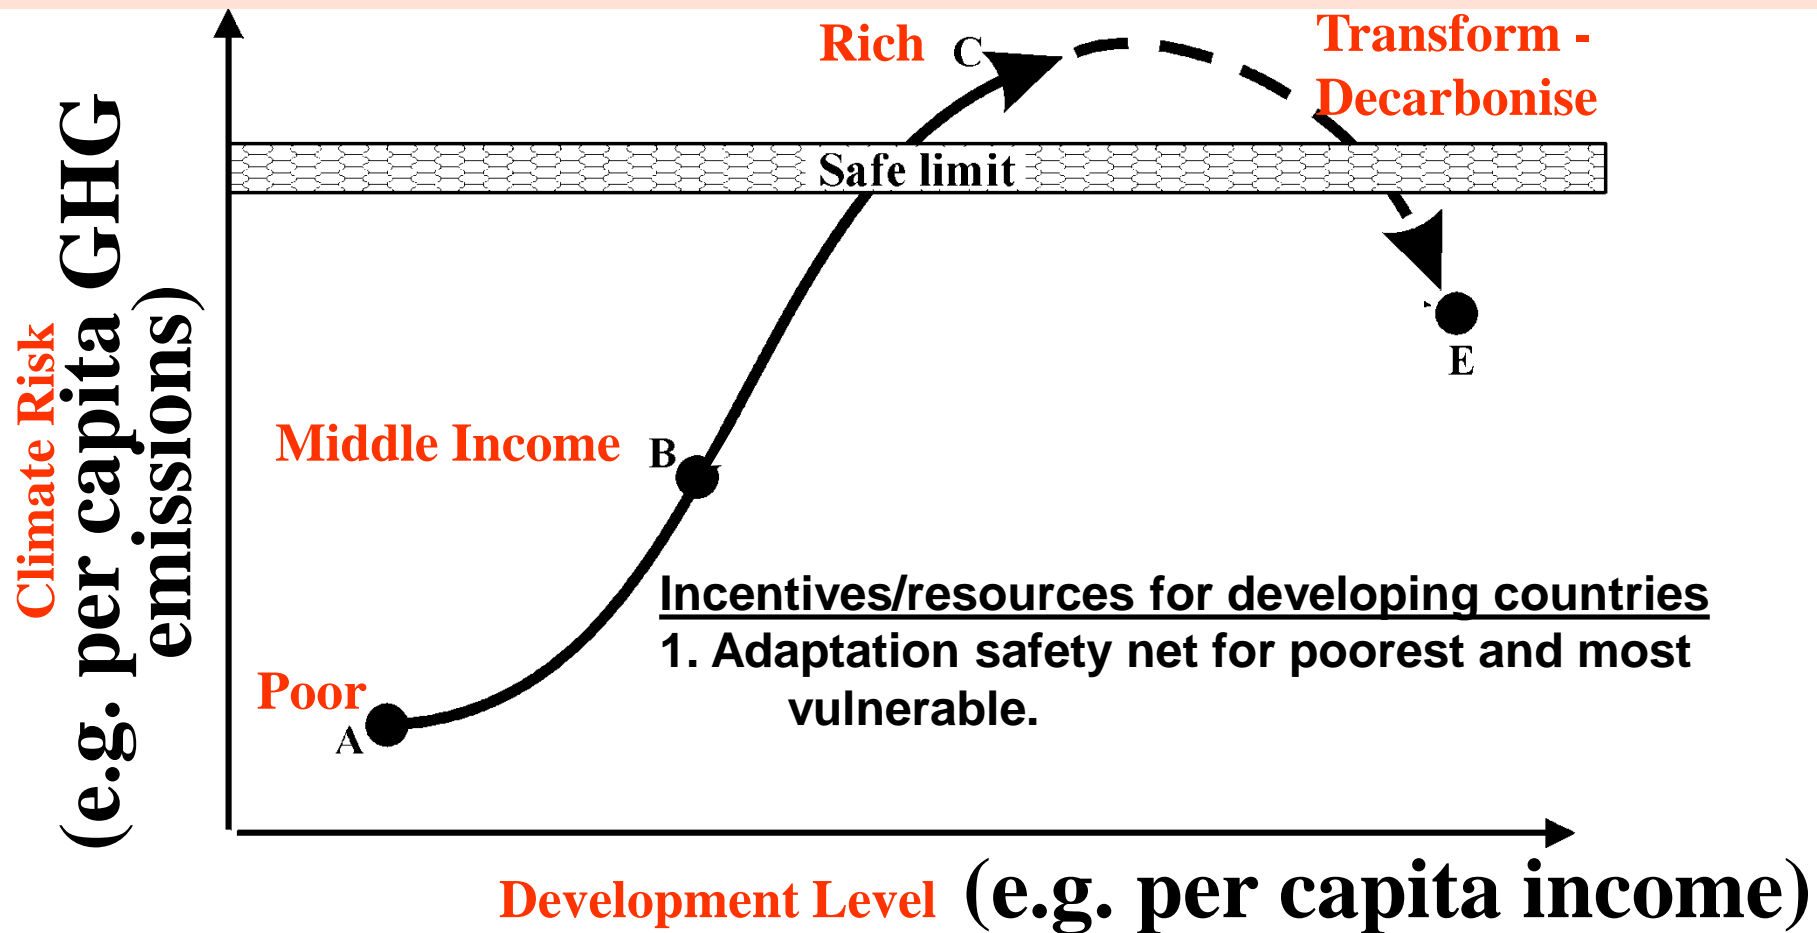 Rich C
Transform -
Decarbonise
Safe limit
Climate Risk
(e.g. per capita GHG
emissions)
E
Middle Income B
Incentives/resources for developing countries
1. Adaptation safety net for poorest and most
vulnerable.
Poor
A
Development Level (e.g. per capita income)